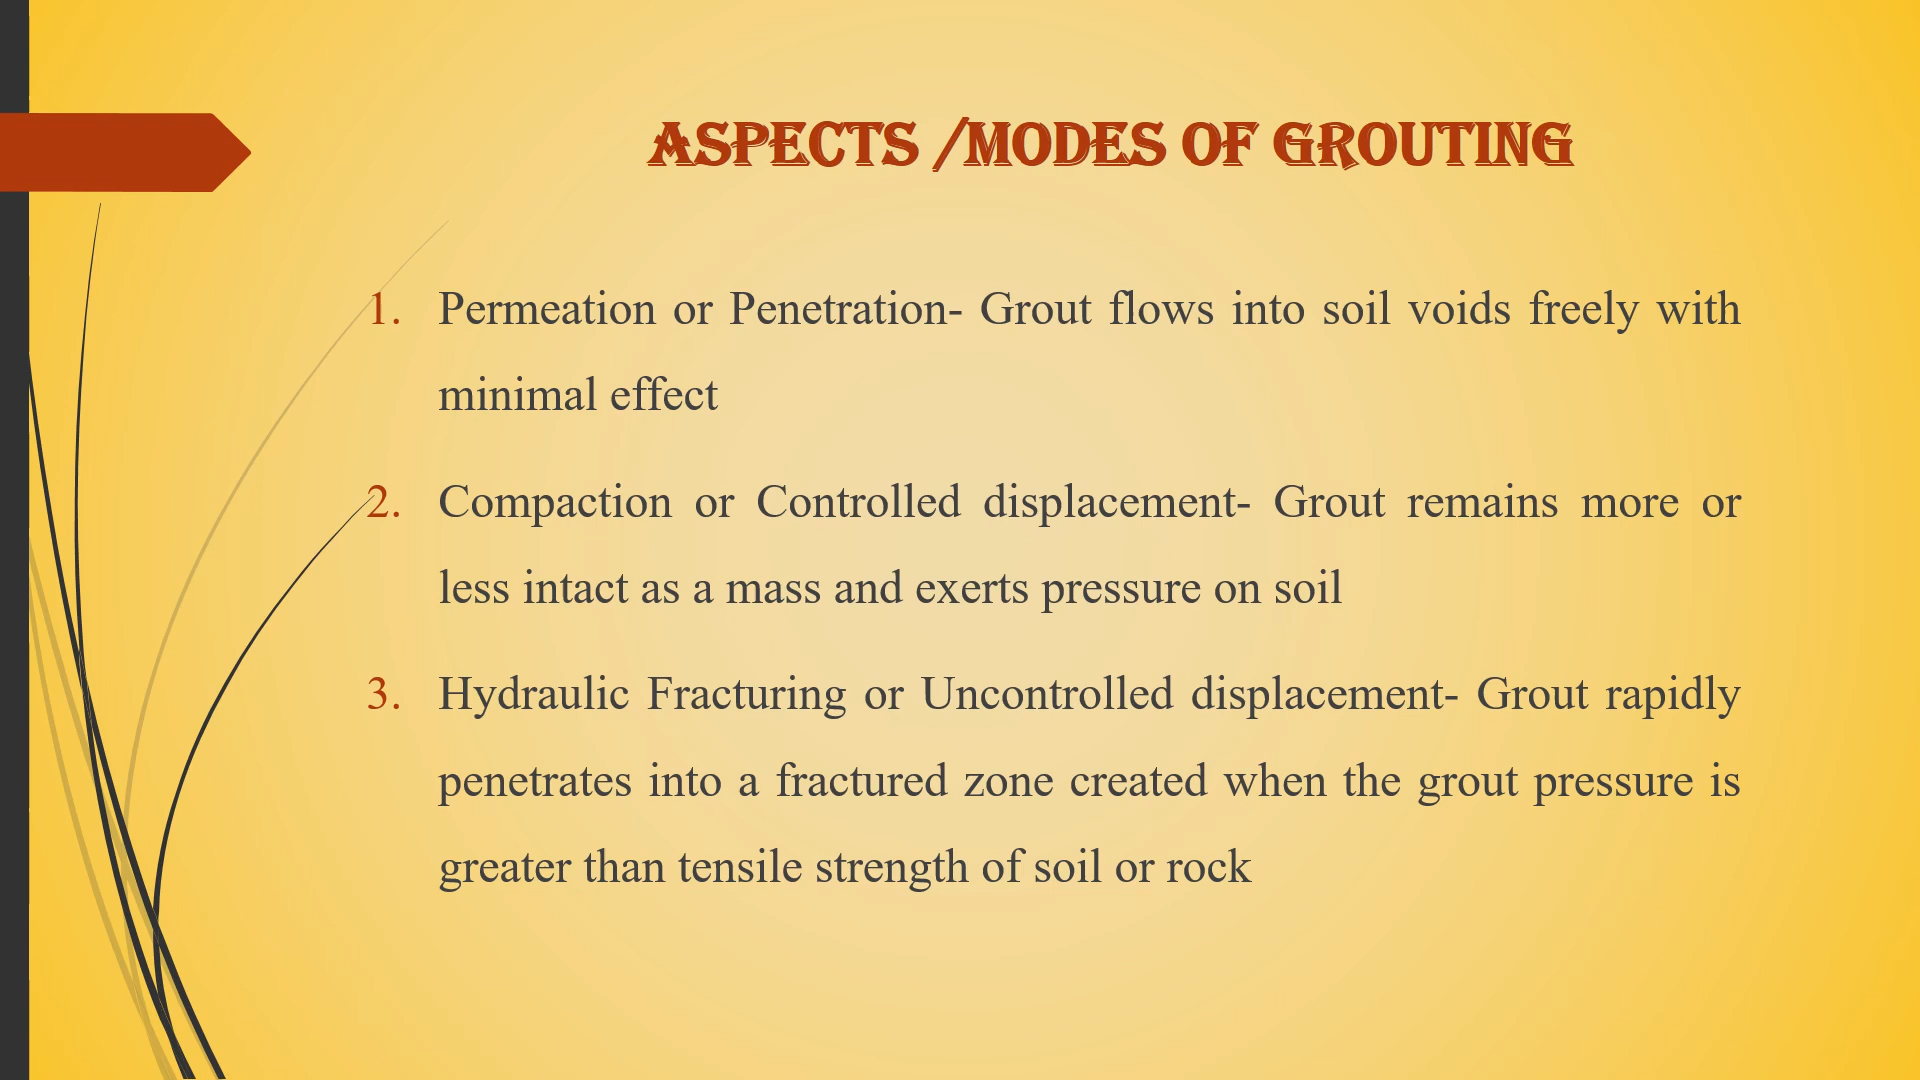 ASPECTS /MODES OF GROUTING
1. Permeation or Penetration- Grout flows into soil voids freely with
minimal effect
2. Compaction or Controlled displacement- Grout remains more or
less intact as a mass and exerts pressure on soil
3. Hydraulic Fracturing or Uncontrolled displacement- Grout rapidly
penetrates into a fractured zone created when the grout pressure is
greater than tensile strength of soil or rock